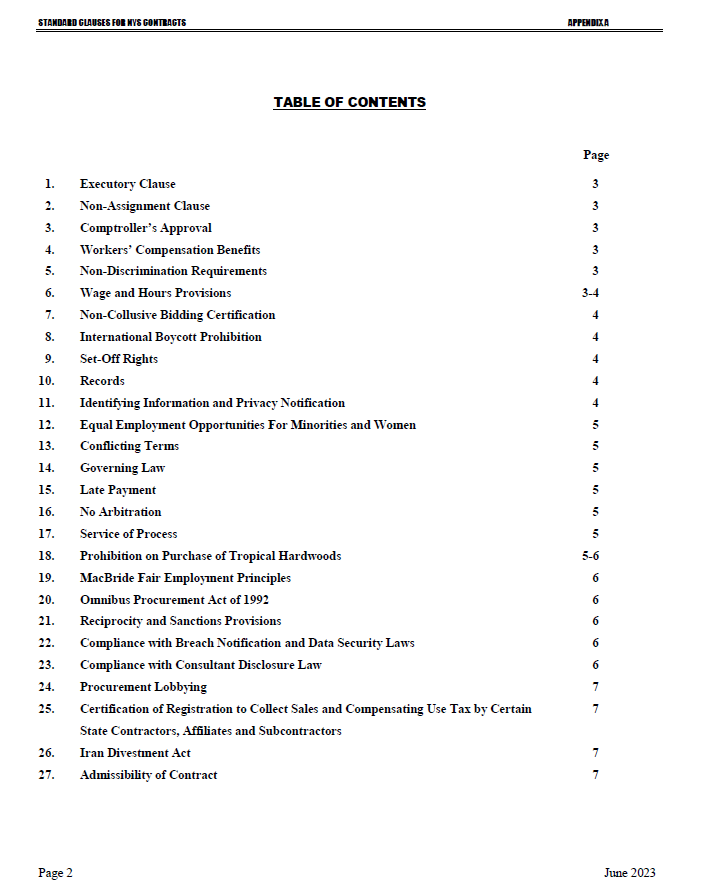 STANDARD CLAUSES FOR NYS CONTRACTS APPENDIX A
TABLE OF CONTENTS
Page
1. Executory Clause 3
2. Non-Assignment Clause 3
3. Comptroller’s Approval 3
4. Workers’ Compensation Benefits 3
5. Non-Discrimination Requirements 3
6. Wage and Hours Provisions 3-4
7. Non-Collusive Bidding Certification 4
8. International Boycott Prohibition 4
9. Set-Off Rights 4
10. Records 4
11. Identifying Information and Privacy Notification 4
12. Equal Employment Opportunities For Minorities and Women 5
13. Conflicting Terms 5
14. Governing Law 5
15. Late Payment 5
16. No Arbitration 5
17. Service of Process 5
18. Prohibition on Purchase of Tropical Hardwoods 5-6
19. MacBride Fair Employment Principles 6
20. Omnibus Procurement Act of 1992 6
21. Reciprocity and Sanctions Provisions 6
22. Compliance with Breach Notification and Data Security Laws 6
23. Compliance with Consultant Disclosure Law 6
24. Procurement Lobbying 7
25. Certification of Registration to Collect Sales and Compensating Use Tax by Certain 7
State Contractors, Affiliates and Subcontractors
26. Iran Divestment Act 7
27. Admissibility of Contract 7
Page 2 June 2023